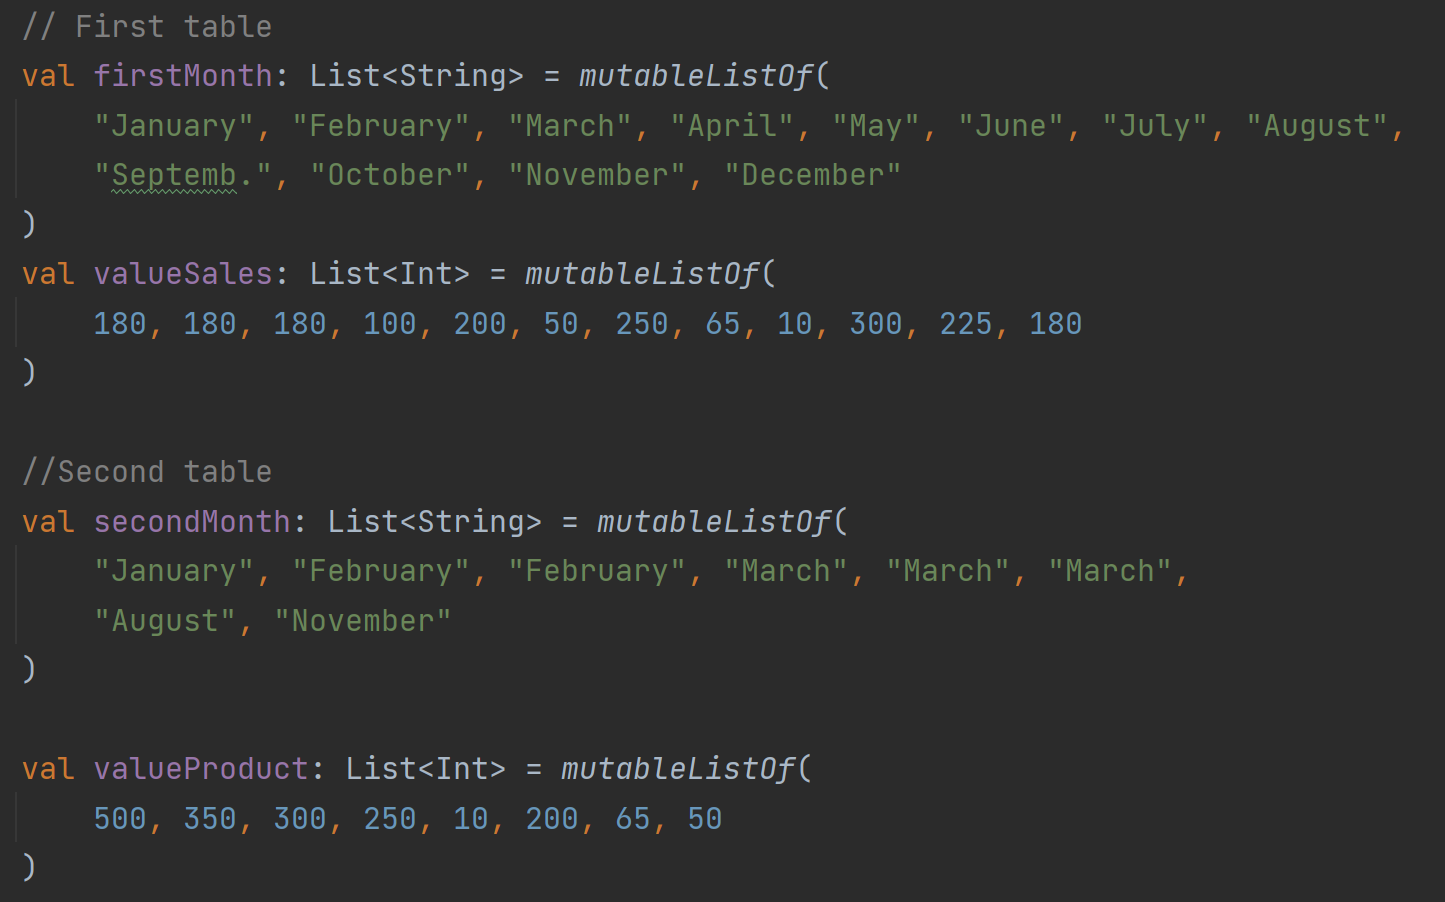 // First table
val firstMonth: List<String> = mutableListOf(
"January", "February", "March", "April", "May", "June", "July", "August",
"Septemb.", "October", "November", "December"
)
val valueSales: List<Int> = mutableListOf(
180, 180, 180, 100, 200, 50, 250, 65, 10, 300, 225, 180
)
//Second table
val secondMonth: List<String> = mutableListOf(
"January", "February", "February", "March", "March", "March",
"August", "November"
)
val valueProduct: List<Int> = mutableListOf(
500, 350, 300, 250, 10, 200, 65, 50
)